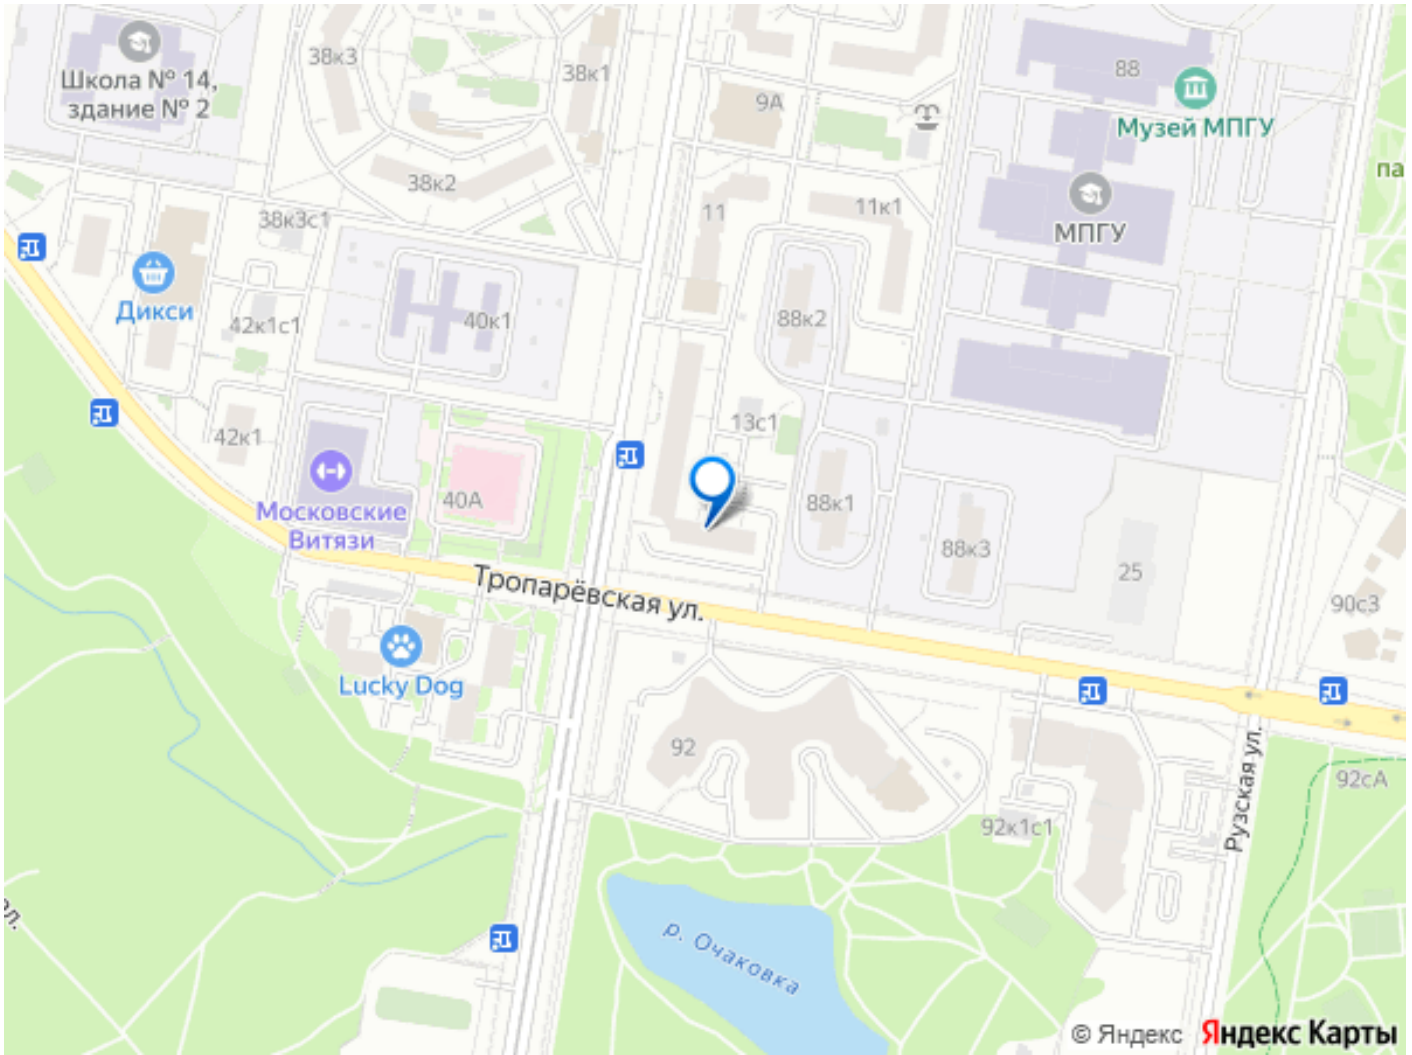 38к3
38к1
88
Школа № 14,
здание № 2
9А
Музей МПГУ
па
38к2
38к3с1
11
11к1
МПГУ
Дикси
42к1с1
40к1
88к2
42к1
13с1
40А
88к1
Московские
Витязи
88к3
25
Тропарёвская ул.
90с3
Lucky Dog
92
Рузская ул.
92сА
92к1с1
ол.
р. Очаковка
© Яндекс Яндекс Карты